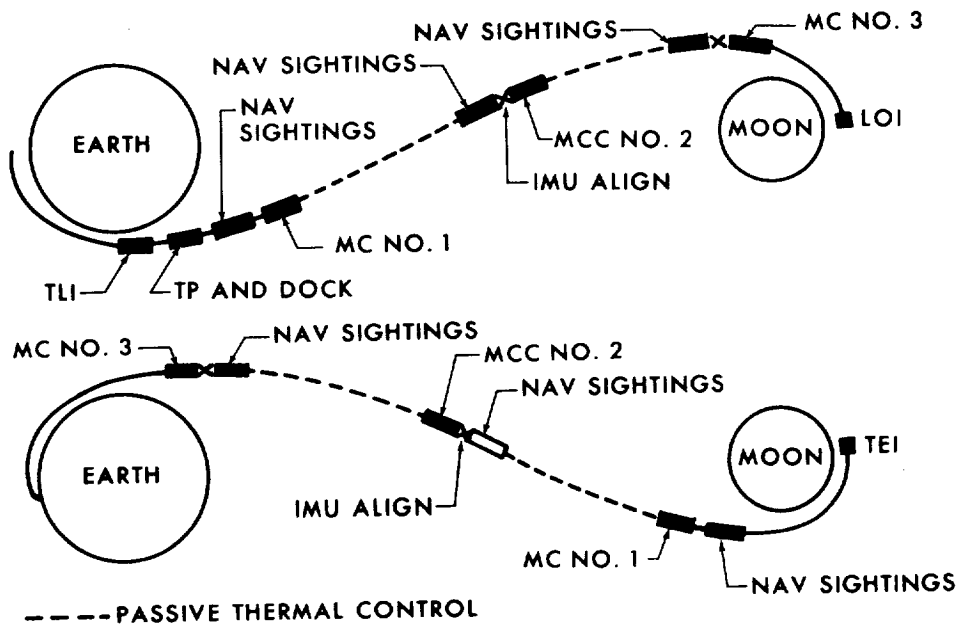 MC NO. 3
NAV SIGHTINGS
NAV SIGHTINGS
NAV
SIGHTINGS
EARTH
MOON
LOI
MCC NO. 2
IMU ALIGN
MC NO. 1
TLI
TP AND DOCK
NAV SIGHTINGS
MC NO. 3
MCC NO. 2
NAV SIGHTINGS
TEI
MOON
EARTH
IMU ALIGN
MC NO. 1
NAV SIGHTINGS
PASSIVE THERMAL CONTROL